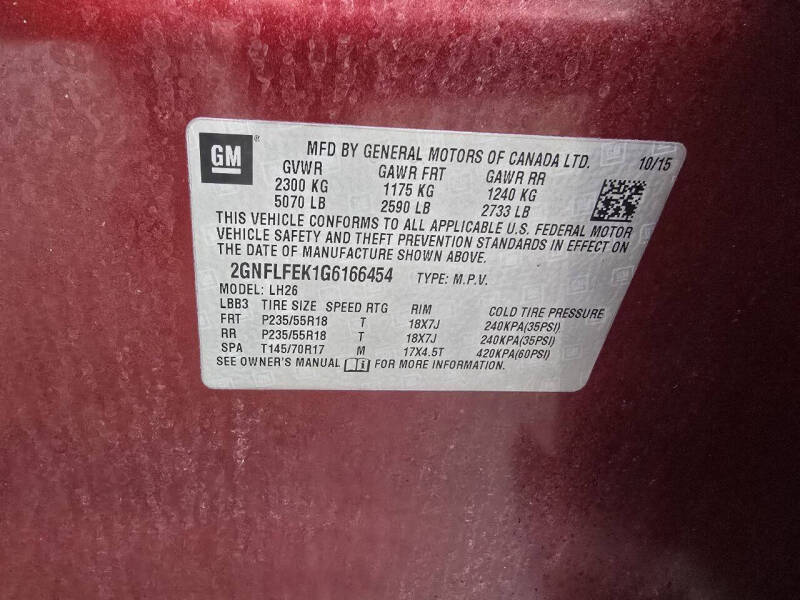 GM ® MFD BY GENERAL MOTORS OF CANADA LTD. 10/15
GVWR GAWR FRT GAWR RR
2300 KG 1175 KG 1240 KG
5070 LB 2590 LB 2733 LB
THIS VEHICLE CONFORMS TO ALL APPLICABLE U.S. FEDERAL MOTOR
VEHICLE SAFETY AND THEFT PREVENTION STANDARDS IN EFFECT ON
THE DATE OF MANUFACTURE SHOWN ABOVE.
2GNFLFEK1G6166454 TYPE: M.P.V.
MODEL: LH26
LBB3 TIRE SIZE SPEED RTG RIM COLD TIRE PRESSURE
FRT P235/55R18 T 18X7J 240KPA(35PSI)
RR P235/55R18 T 18X7J 240KPA(35PSI)
SPA T145/70R17 M 17X4.5T 420KPA(60PSI)
SEE OWNER'S MANUAL FOR MORE INFORMATION.